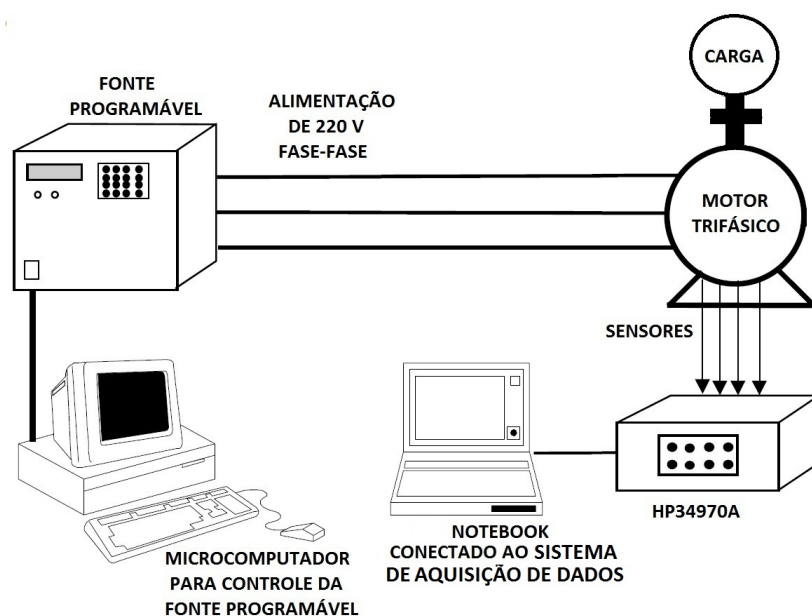 FONTE
PROGRAMÁVEL
ALIMENTAÇÃO
DE 220 V
FASE-FASE
CARGA
MOTOR
TRIFÁSICO
SENSORES
HP34970A
NOTEBOOK
CONECTADO AO SISTEMA
DE AQUISIÇÃO DE DADOS
MICROCOMPUTADOR
PARA CONTROLE DA
FONTE PROGRAMÁVEL